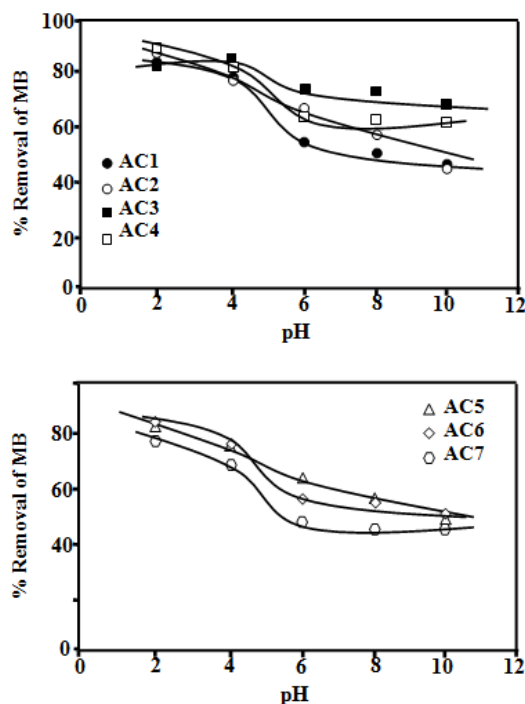 100
80
60
40
20
0
% Removal of MB
AC1
AC2
AC3
AC4
0 2 4 6 8 10 12
pH
80
60
40
0
% Removal of MB
AC5
AC6
AC7
0 2 4 6 8 10 12
pH